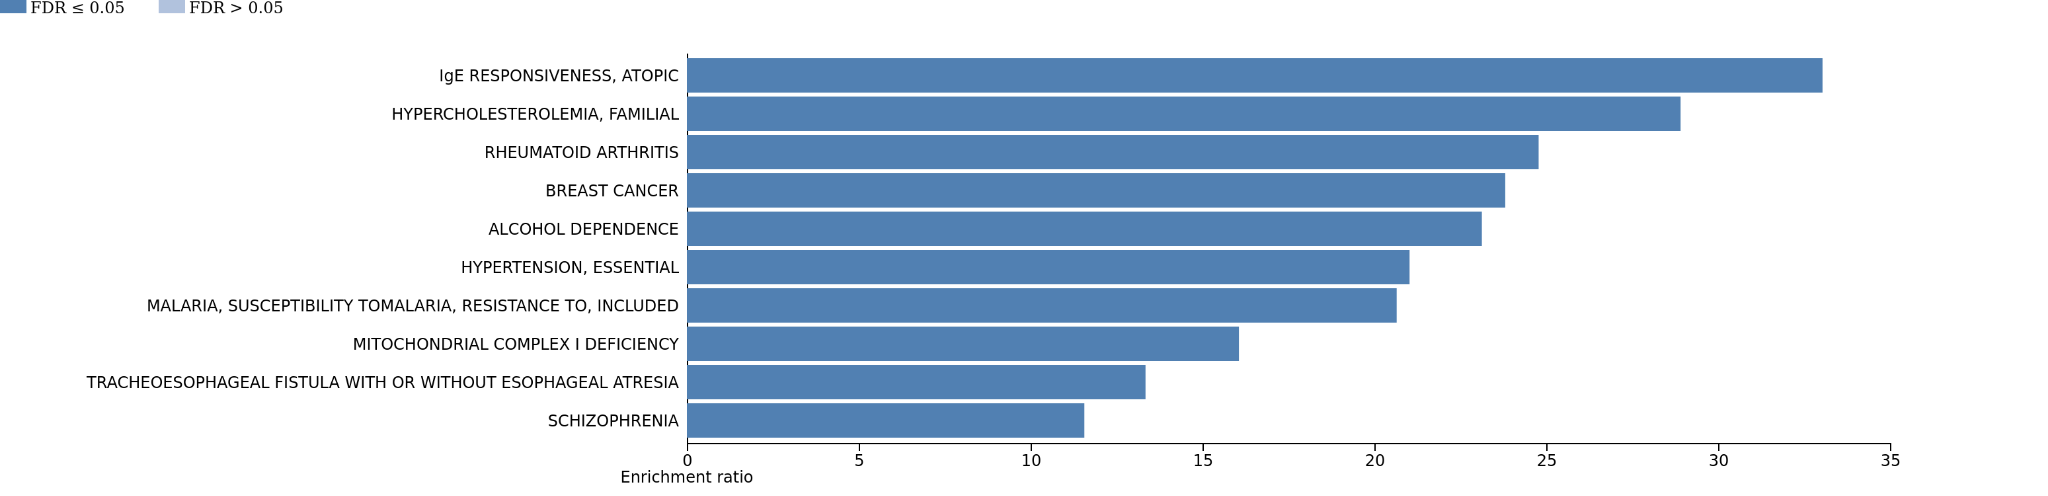 FDR ≤ 0.05 FDR > 0.05
IgE RESPONSIVENESS, ATOPIC
HYPERCHOLESTEROLEMIA, FAMILIAL
RHEUMATOID ARTHRITIS
BREAST CANCER
ALCOHOL DEPENDENCE
HYPERTENSION, ESSENTIAL
MALARIA, SUSCEPTIBILITY TOMALARIA, RESISTANCE TO, INCLUDED
MITOCHONDRIAL COMPLEX I DEFICIENCY
TRACHEOESOPHAGEAL FISTULA WITH OR WITHOUT ESOPHAGEAL ATRESIA
SCHIZOPHRENIA
0 5 10 15 20 25 30 35
Enrichment ratio